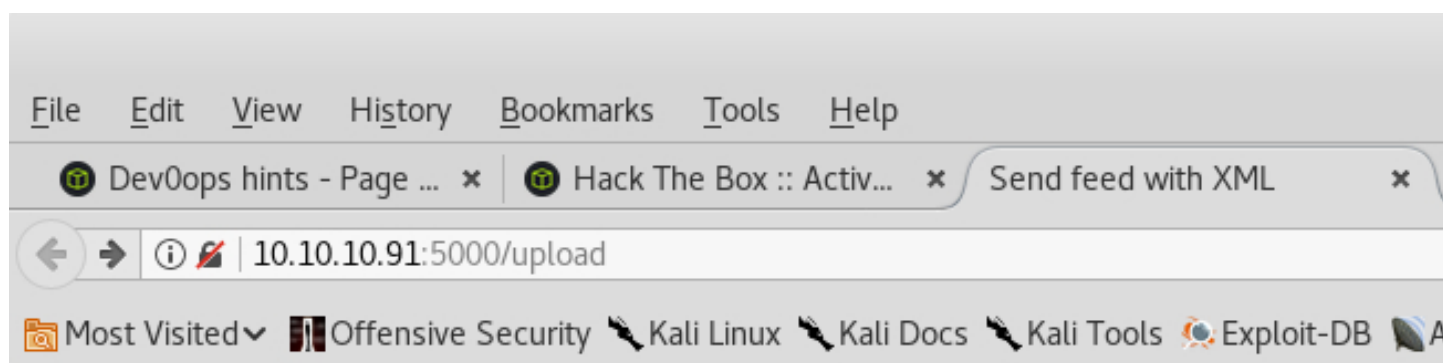 File Edit View History Bookmarks Tools Help
Dev0ops hints - Page ... × Hack The Box :: Activ... × Send feed with XML ×
10.10.10.91:5000/upload
Most Visited Offensive Security Kali Linux Kali Docs Kali Tools Exploit-DB A